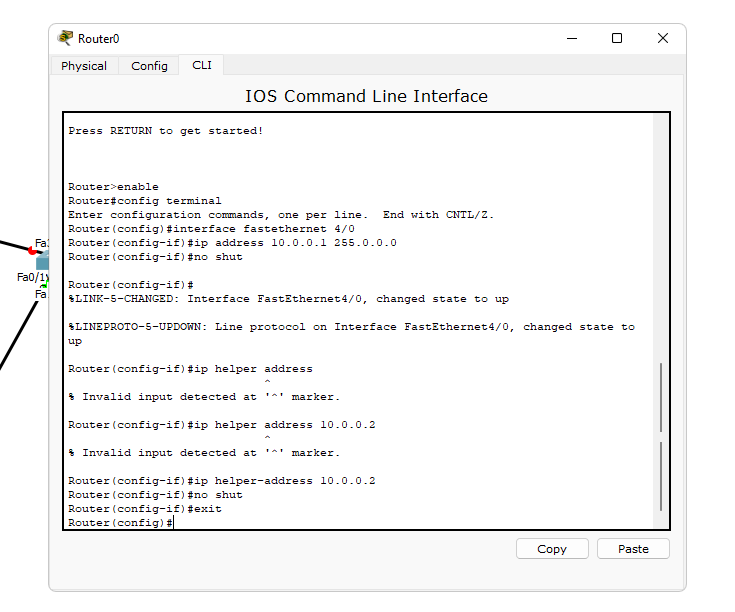 Router0
Physical
Config
CLI
IOS Command Line Interface
Press RETURN to get started!
Router>enable
Router#config terminal
Enter configuration commands, one per line.  End with CNTL/Z.
Router(config)#interface fastethernet 4/0
Router(config-if)#ip address 10.0.0.1 255.0.0.0
Router(config-if)#no shut
Router(config-if)#
%LINK-5-CHANGED: Interface FastEthernet4/0, changed state to up
%LINEPROTO-5-UPDOWN: Line protocol on Interface FastEthernet4/0, changed state to
up
Router(config-if)#ip helper address
^
% Invalid input detected at '^' marker.
Router(config-if)#ip helper address 10.0.0.2
^
% Invalid input detected at '^' marker.
Router(config-if)#ip helper-address 10.0.0.2
Router(config-if)#no shut
Router(config-if)#exit
Router(config)#
Copy
Paste
Fa0/1
Fa